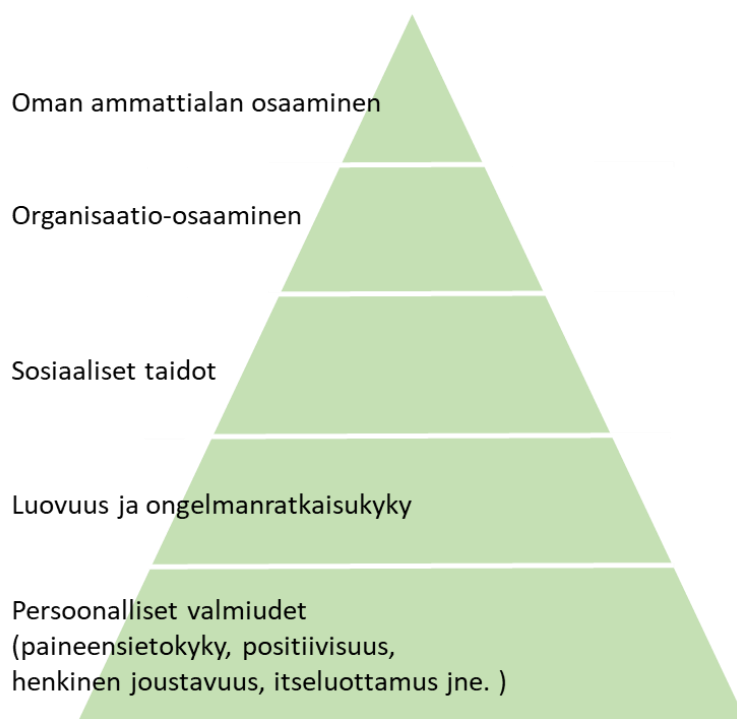 Oman ammattialan osaaminen
Organisaatio-osaaminen
Sosiaaliset taidot
Luovuus ja ongelmanratkaisukyky
Persoonalliset valmiudet
(paineensietokyky, positiivisuus,
henkinen joustavuus, itseluottamus jne. )